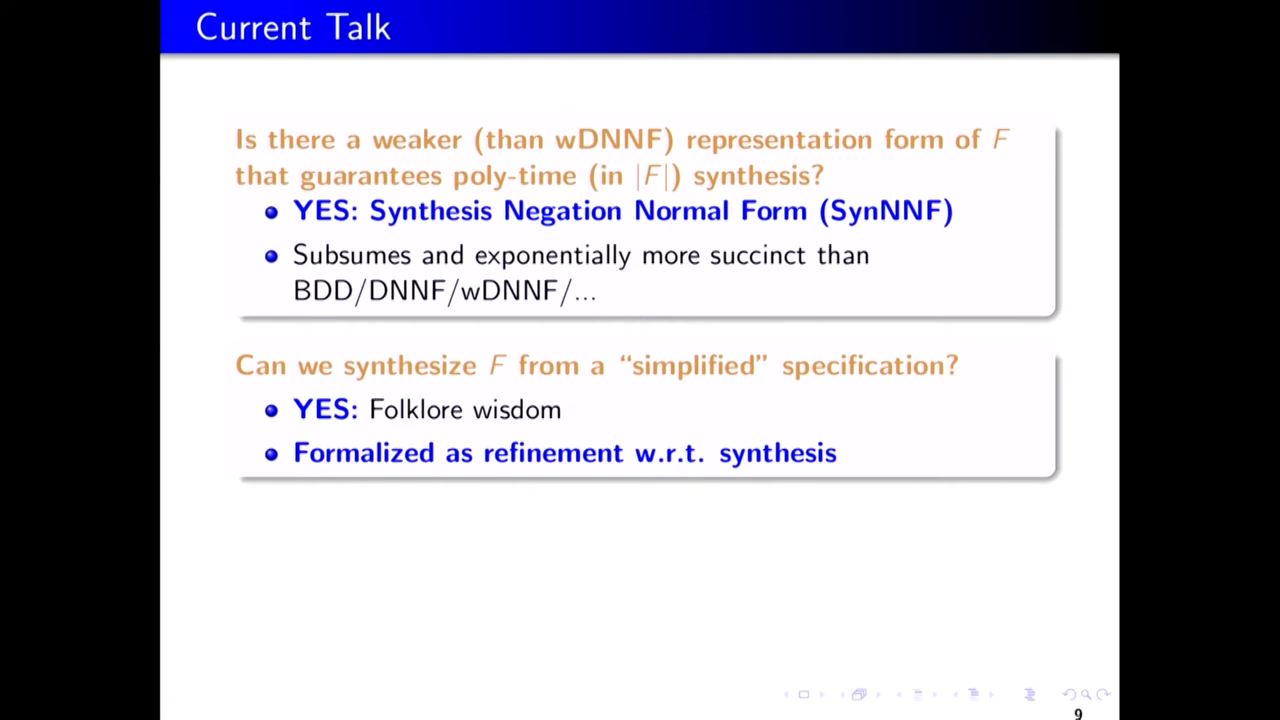 Current Talk
Is there a weaker (than wDNNF) representation form of F
that guarantees poly-time (in |F|) synthesis?
YES: Synthesis Negation Normal Form (SynNNF)
Subsumes and exponentially more succinct than
BDD/DNNF/wDNNF/...
Can we synthesize F from a “simplified” specification?
YES: Folklore wisdom
Formalized as refinement w.r.t. synthesis
9